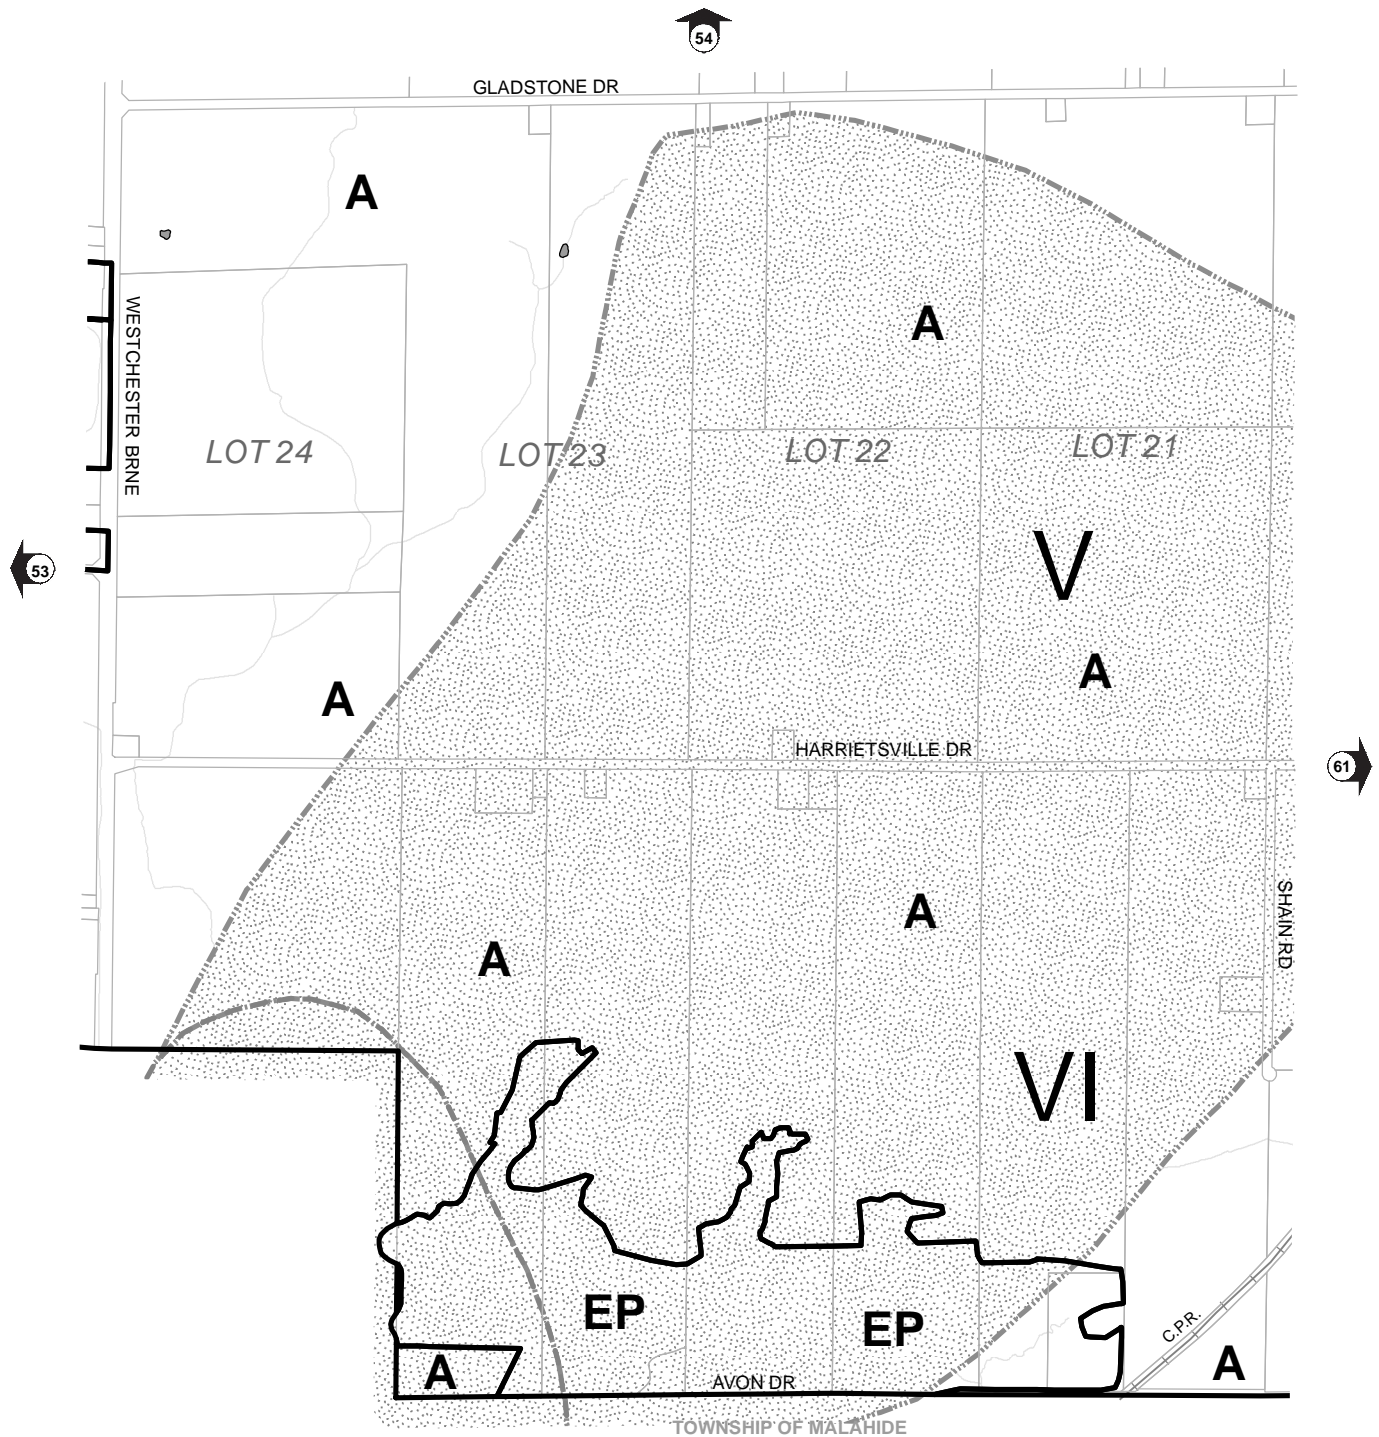 54
GLADSTONE DR
A
A
WESTCHESTER BRNE
LOT 24
LOT 23
LOT 22
LOT 21
V
53
A
A
HARRIETSVILLE DR
61
A
A
SHAIN RD
VI
EP
EP
C.P.R.
A
A
AVON DR
TOWNSHIP OF MALAHIDE